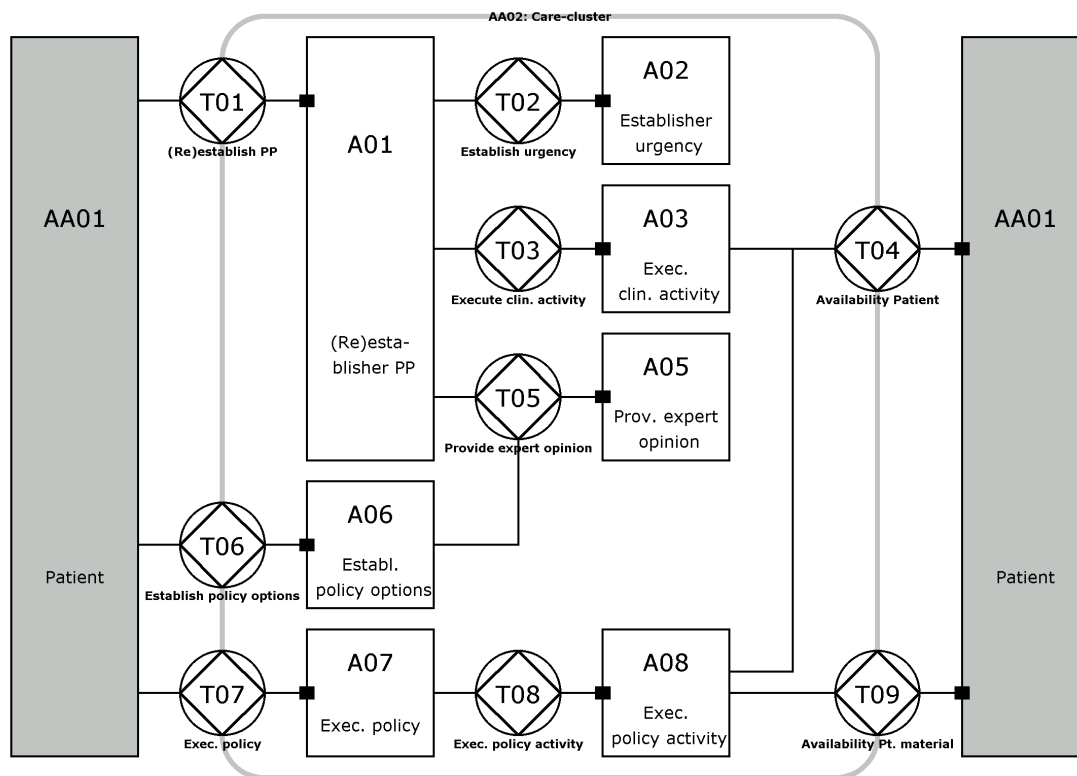 AA02: Care-cluster
AA01
Patient
T01
(Re)establish PP
A01
(Re)esta-
blisher PP
T02
Establish urgency
A02
Establisher
urgency
T03
Execute clin. activity
A03
Exec.
clin. activity
T04
Availability Patient
AA01
Patient
T05
Provide expert opinion
A05
Prov. expert
opinion
T06
Establish policy options
A06
Establ.
policy options
T07
Exec. policy
A07
Exec. policy
T08
Exec. policy activity
A08
Exec.
policy activity
T09
Availability Pt. material